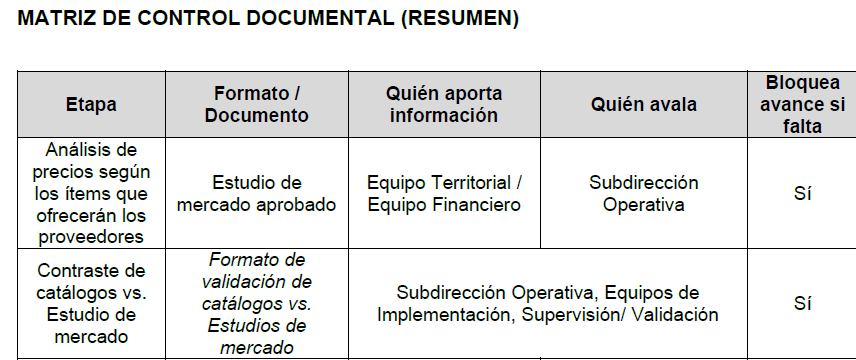 MATRIZ DE CONTROL DOCUMENTAL (RESUMEN)
Etapa
Formato /
Documento
Quién aporta
información
Quién avala
Bloquea
avance si
falta
Análisis de
precios según
los ítems que
ofrecerán los
proveedores
Estudio de
mercado aprobado
Equipo Territorial /
Equipo Financiero
Subdirección
Operativa
Sí
Contraste de
catálogos vs.
Estudio de
mercado
Formato de
validación de
catálogos vs.
Estudios de
mercado
Subdirección Operativa, Equipos de
Implementación, Supervisión/ Validación
Sí